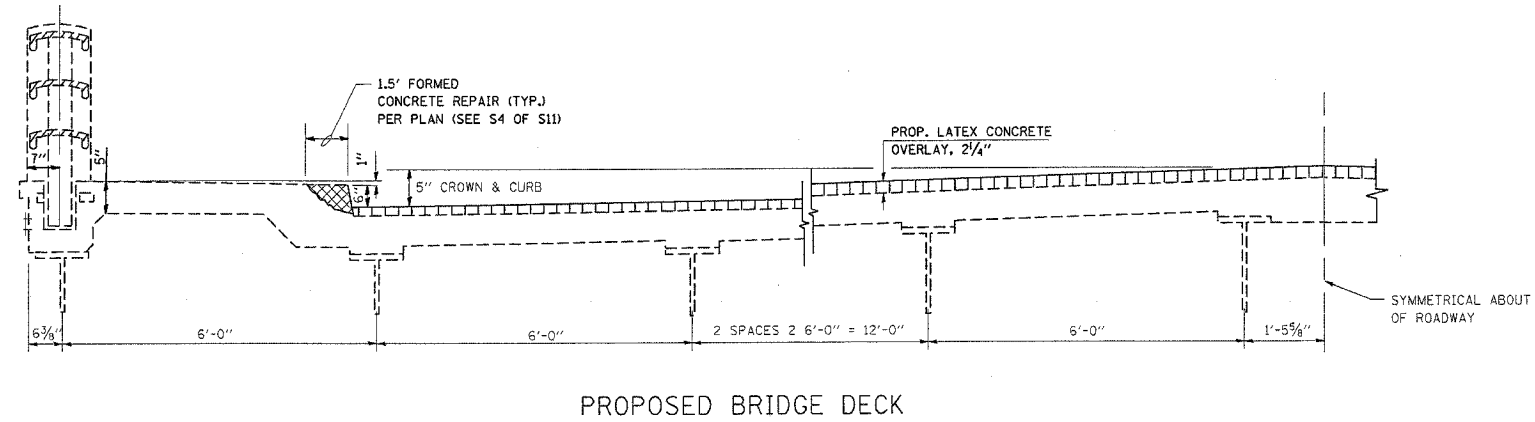 1.5' FORMED
CONCRETE REPAIR (TYP.)
PER PLAN (SEE S4 OF S11)
PROP. LATEX CONCRETE
OVERLAY, 2¼"
7"
5"
1"
6"
5" CROWN & CURB
SYMMETRICAL ABOUT
OF ROADWAY
6⅜"
6'-0"
6'-0"
2 SPACES 2 6'-0" = 12'-0"
6'-0"
1'-5⅝"
PROPOSED BRIDGE DECK